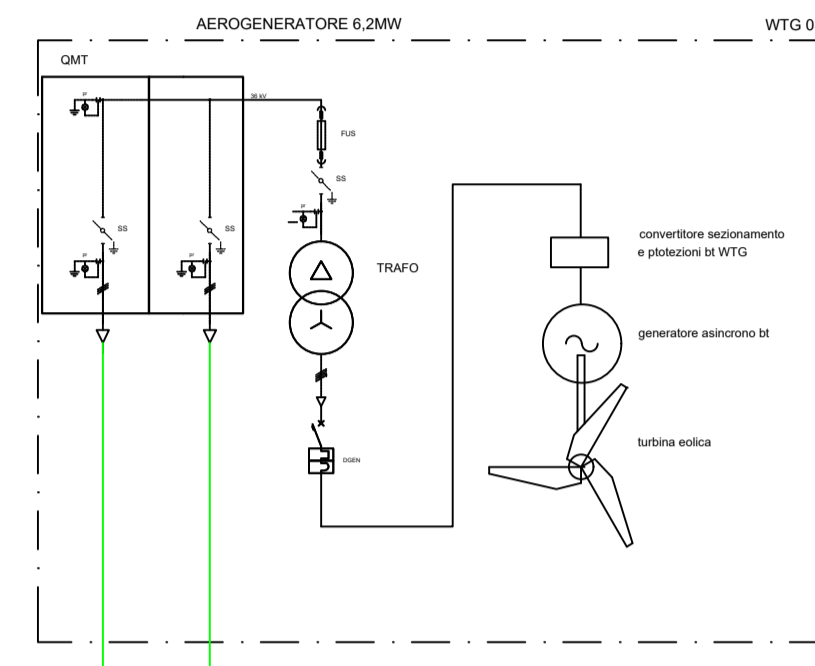 AEROGENERATORE 6,2MW
WTG 0
QMT
36 kV
FUS
SS
SS
SS
TRAFO
convertitore sezionamento
e ptotezioni bt WTG
generatore asincrono bt
turbina eolica
DGEN